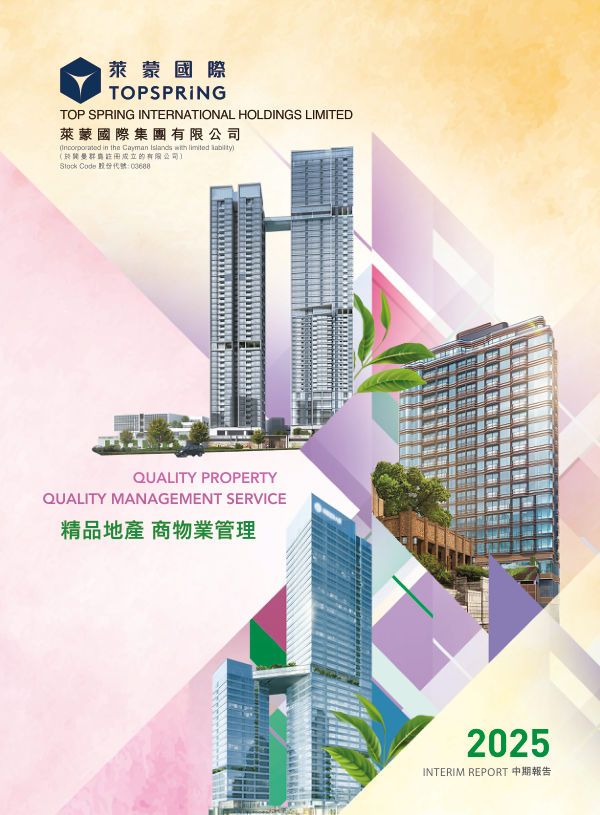 萊蒙國際
TOPSPRiNG
TOP SPRING INTERNATIONAL HOLDINGS LIMITED
萊蒙國際集團有限公司
(Incorporated in the Cayman Islands with limited liability)
(於開曼群島註冊成立的有限公司)
Stock Code 股份代號: 03688
QUALITY PROPERTY
QUALITY MANAGEMENT SERVICE
精品地產 商物業管理
2025
INTERIM REPORT 中期報告